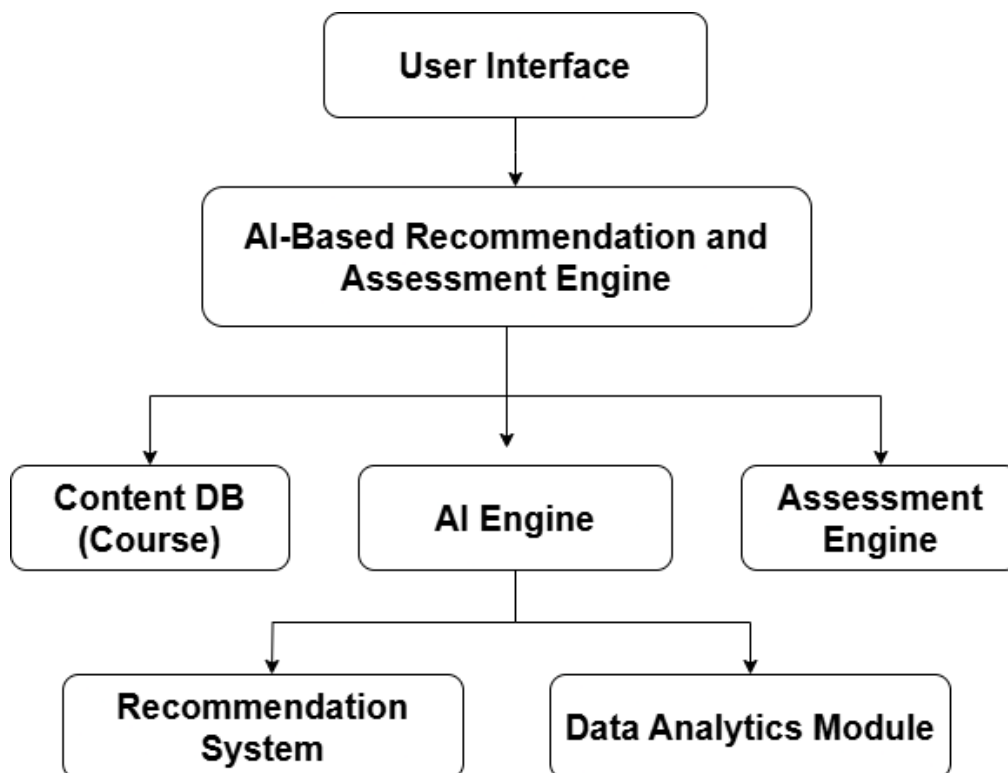 User Interface
AI-Based Recommendation and
Assessment Engine
Content DB
(Course)
AI Engine
Assessment
Engine
Recommendation
System
Data Analytics Module